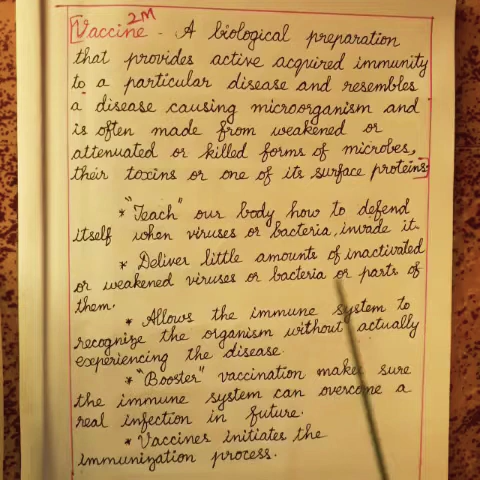 2M
[Vaccine - A biological preparation
that provides active acquired immunity
to a particular disease and resembles
a disease causing microorganism and
is often made from weakened or
attenuated or killed forms of microbes,
their toxins or one of its surface proteins.]
* "Teach" our body how to defend
itself when viruses or bacteria, invade it.
* Deliver little amounts of inactivated
or weakened viruses or bacteria or parts of
them.
* Allows the immune system to
recognize the organism without actually
experiencing the disease.
* "Booster" vaccination makes sure
the immune system can overcome a
real infection in future.
* Vaccines initiates the
immunization process.